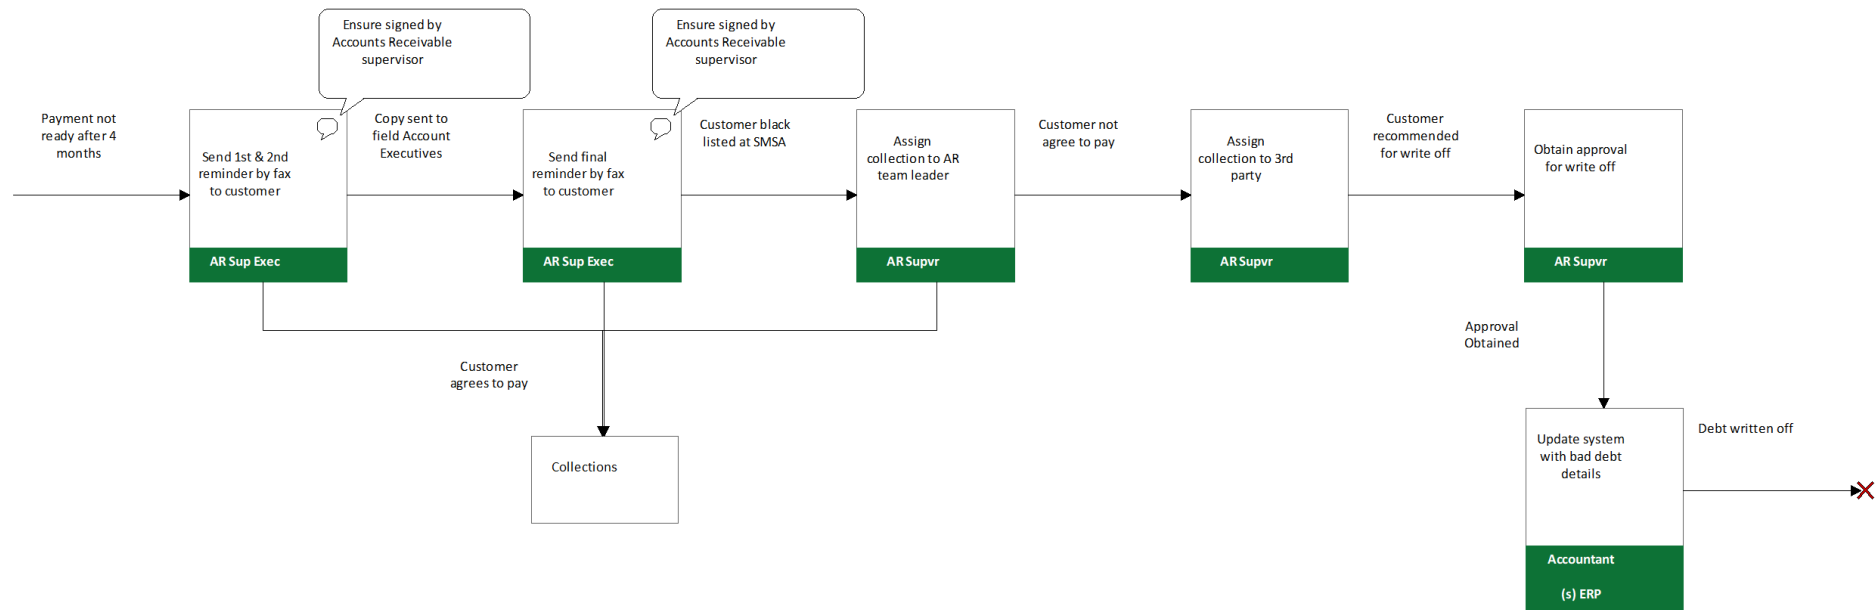 Ensure signed by
Accounts Receivable
supervisor
Ensure signed by
Accounts Receivable
supervisor
Payment not
ready after 4
months
Send 1st & 2nd
reminder by fax
to customer
AR Sup Exec
Copy sent to
field Account
Executives
Send final
reminder by fax
to customer
AR Sup Exec
Customer black
listed at SMSA
Assign
collection to AR
team leader
AR Supvr
Customer not
agree to pay
Assign
collection to 3rd
party
AR Supvr
Customer
recommended
for write off
Obtain approval
for write off
AR Supvr
Customer
agrees to pay
Collections
Approval
Obtained
Update system
with bad debt
details
Accountant
(s) ERP
Debt written off